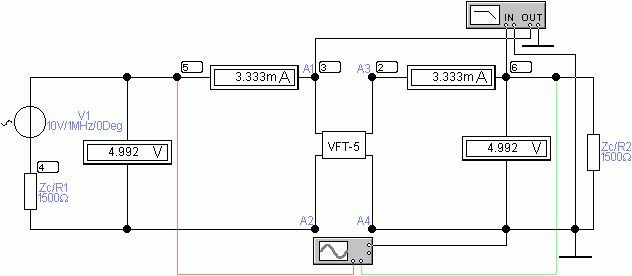 IN OUT
5
A1
3
2
A3
6
3.333m A
3.333m A
V1
10V/1MHz/0Deg
4.992 V
VFT-5
4.992 V
4
Zc/R1
1500Ω
Zc/R2
1500Ω
A2
A4